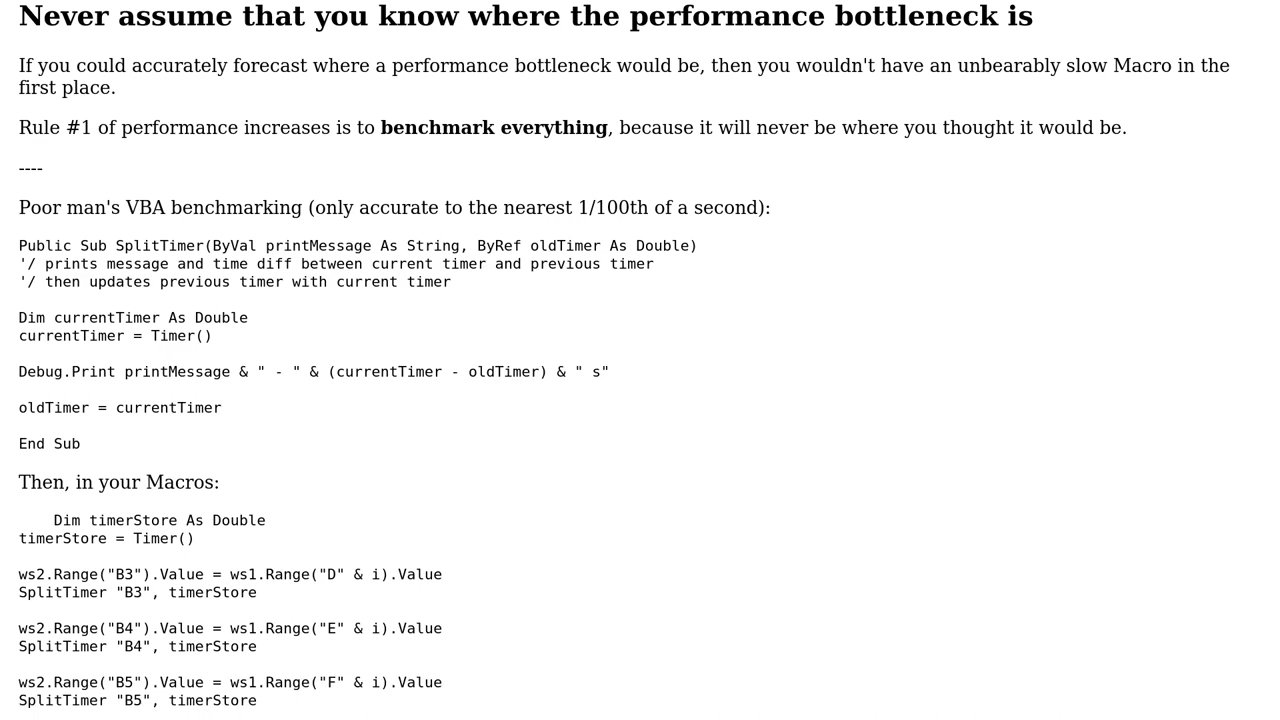 Never assume that you know where the performance bottleneck is
If you could accurately forecast where a performance bottleneck would be, then you wouldn't have an unbearably slow Macro in the
first place.
Rule #1 of performance increases is to benchmark everything, because it will never be where you thought it would be.
----
Poor man's VBA benchmarking (only accurate to the nearest 1/100th of a second):
Public Sub SplitTimer(ByVal printMessage As String, ByRef oldTimer As Double)
'/ prints message and time diff between current timer and previous timer
'/ then updates previous timer with current timer
Dim currentTimer As Double
currentTimer = Timer()
Debug.Print printMessage & " - " & (currentTimer - oldTimer) & " s"
oldTimer = currentTimer
End Sub
Then, in your Macros:
Dim timerStore As Double
timerStore = Timer()
ws2.Range("B3").Value = ws1.Range("D" & i).Value
SplitTimer "B3", timerStore
ws2.Range("B4").Value = ws1.Range("E" & i).Value
SplitTimer "B4", timerStore
ws2.Range("B5").Value = ws1.Range("F" & i).Value
SplitTimer "B5", timerStore